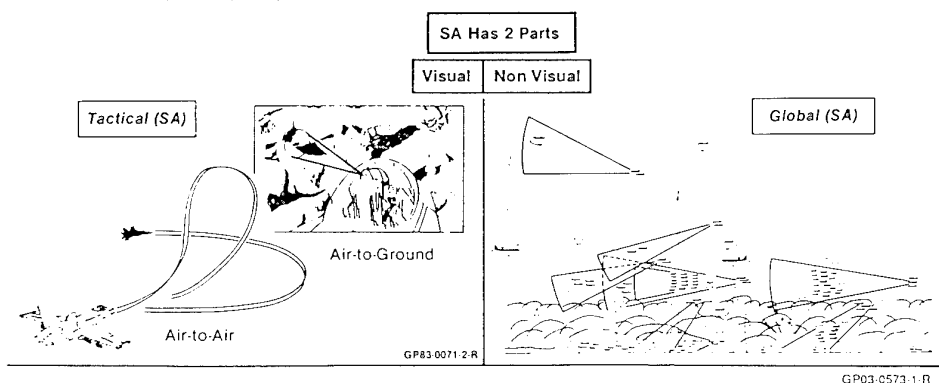 SA Has 2 Parts
Visual Non Visual
Tactical (SA)
Global (SA)
Air-to-Ground
Air-to-Air
GP83-0071-2-R
GP03-0573-1-R